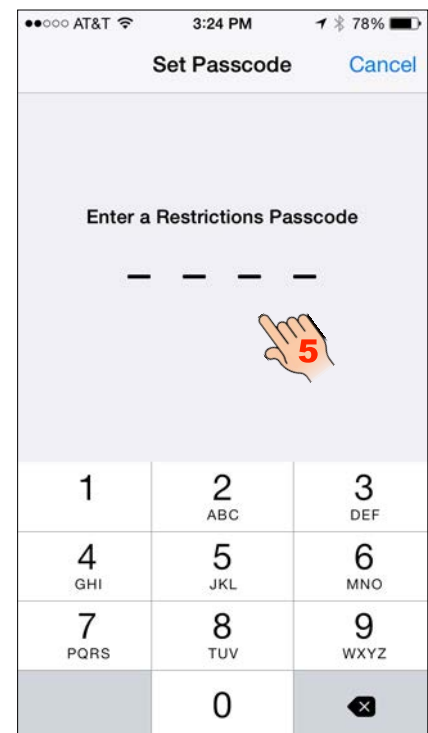 AT&T 3:24 PM 78%
Set Passcode Cancel
Enter a Restrictions Passcode
5
1 2 3
ABC DEF
4 5 6
GHI JKL MNO
7 8 9
PQRS TUV WXYZ
0